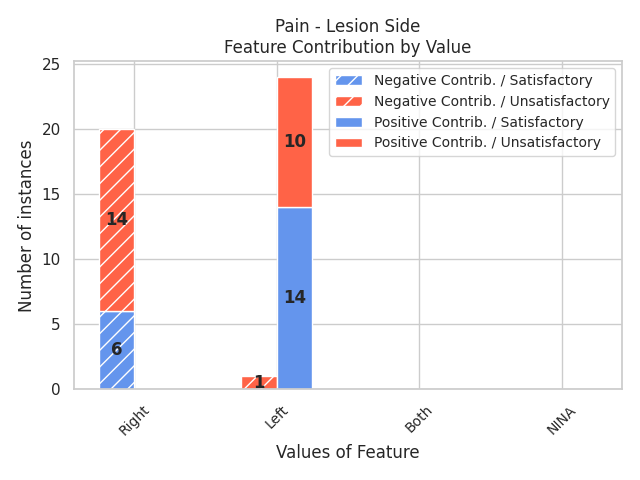 Pain - Lesion Side
Feature Contribution by Value
Negative Contrib. / Satisfactory
Negative Contrib. / Unsatisfactory
Positive Contrib. / Satisfactory
Positive Contrib. / Unsatisfactory
Number of instances
25
20
15
10
5
0
14
6
1
10
14
Right
Left
Both
NINA
Values of Feature